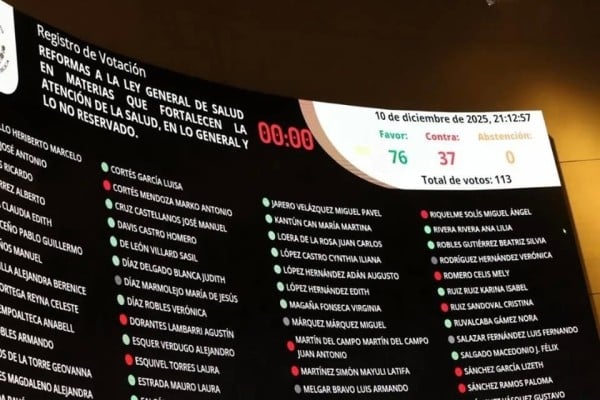 Registro de Votación
REFORMAS A LA LEY GENERAL DE SALUD
EN MATERIAS QUE FORTALECEN LA
ATENCIÓN DE LA SALUD, EN LO GENERAL Y
LO NO RESERVADO.
00:00
10 de diciembre de 2025, 21:12:57
Favor: Contra: Abstención:
76 37 0
Total de votos: 113
HERIBERTO MARCELO
JOSÉ ANTONIO
RICARDO
ALBERTO
CLAUDIA EDITH
PABLO GUILLERMO
MANUEL
ALEJANDRA BERENICE
ORTEGA REYNA CELESTE
TEMPOALTECA ANABELL
ROBLES ARMANDO
DE LA TORRE GEOVANNA
MAGDALENO ALEJANDRA
CORTÉS GARCÍA LUISA
CORTÉS MENDOZA MARKO ANTONIO
CRUZ CASTELLANOS JOSÉ MANUEL
DAVIS CASTRO HOMERO
DE LEÓN VILLARD SASIL
DÍAZ DELGADO BLANCA JUDITH
DÍAZ MARMOLEJO MARÍA DE JESÚS
DÍAZ ROBLES VERÓNICA
DORANTES LAMBARRI AGUSTÍN
ESQUER VERDUGO ALEJANDRO
ESQUIVEL TORRES LAURA
ESTRADA MAURO LAURA
JARERO VELÁZQUEZ MIGUEL PAVEL
KANTÚN CAN MARÍA MARTINA
LOERA DE LA ROSA JUAN CARLOS
LÓPEZ CASTRO CYNTHIA ILIANA
LÓPEZ HERNÁNDEZ ADÁN AUGUSTO
LÓPEZ HERNÁNDEZ EDITH
MAGAÑA FONSECA VIRGINIA
MÁRQUEZ MÁRQUEZ MIGUEL
MARTÍN DEL CAMPO MARTÍN DEL CAMPO
JUAN ANTONIO
MARTÍNEZ SIMÓN MAYULI LATIFA
MELGAR BRAVO LUIS ARMANDO
RIQUELME SOLÍS MIGUEL ÁNGEL
RIVERA RIVERA ANA LILIA
ROBLES GUTIÉRREZ BEATRIZ SILVIA
RODRÍGUEZ HERNÁNDEZ VERÓNICA
ROMERO CELIS MELY
RUIZ RUIZ KARINA ISABEL
RUIZ SANDOVAL CRISTINA
RUVALCABA GÁMEZ NORA
SALAZAR FERNÁNDEZ LUIS FERNANDO
SALGADO MACEDONIO J. FÉLIX
SÁNCHEZ GARCÍA LIZETH
SÁNCHEZ RAMOS PALOMA
VÁSQUEZ GUSTAVO